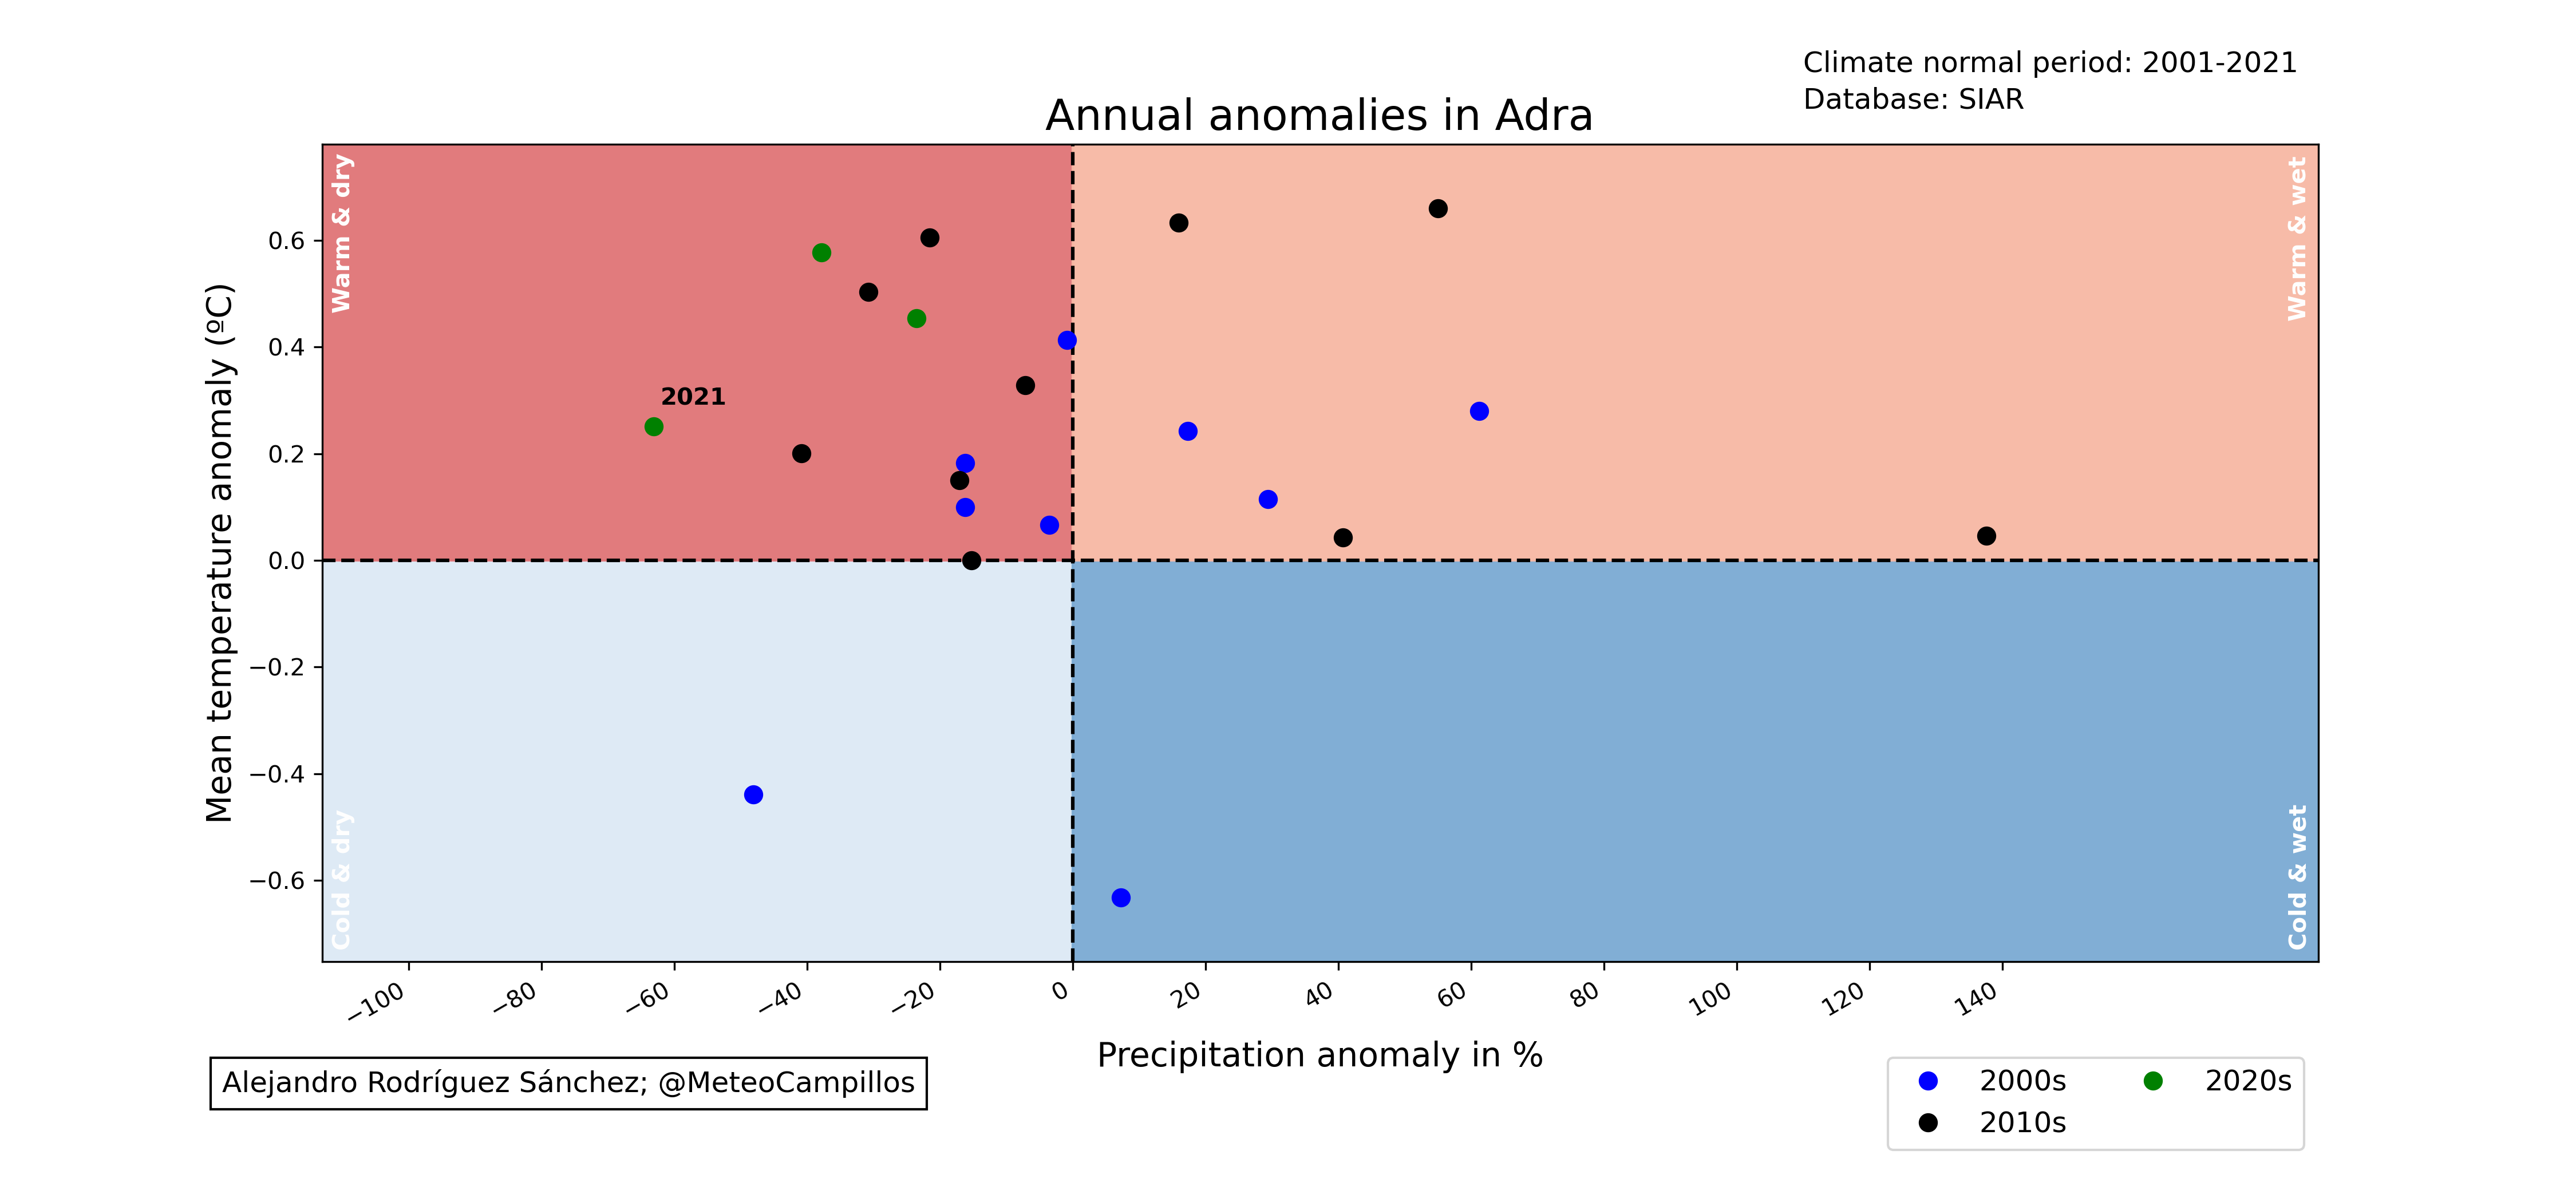 Climate normal period: 2001-2021
Database: SIAR
Annual anomalies in Adra
Warm & dry
Warm & wet
Mean temperature anomaly (ºC)
0.6
0.4
0.2
0.0
−0.2
−0.4
−0.6
2021
Cold & dry
Cold & wet
−100
−80
−60
−40
−20
0
20
40
60
80
100
120
140
Precipitation anomaly in %
Alejandro Rodríguez Sánchez; @MeteoCampillos
2000s
2010s
2020s